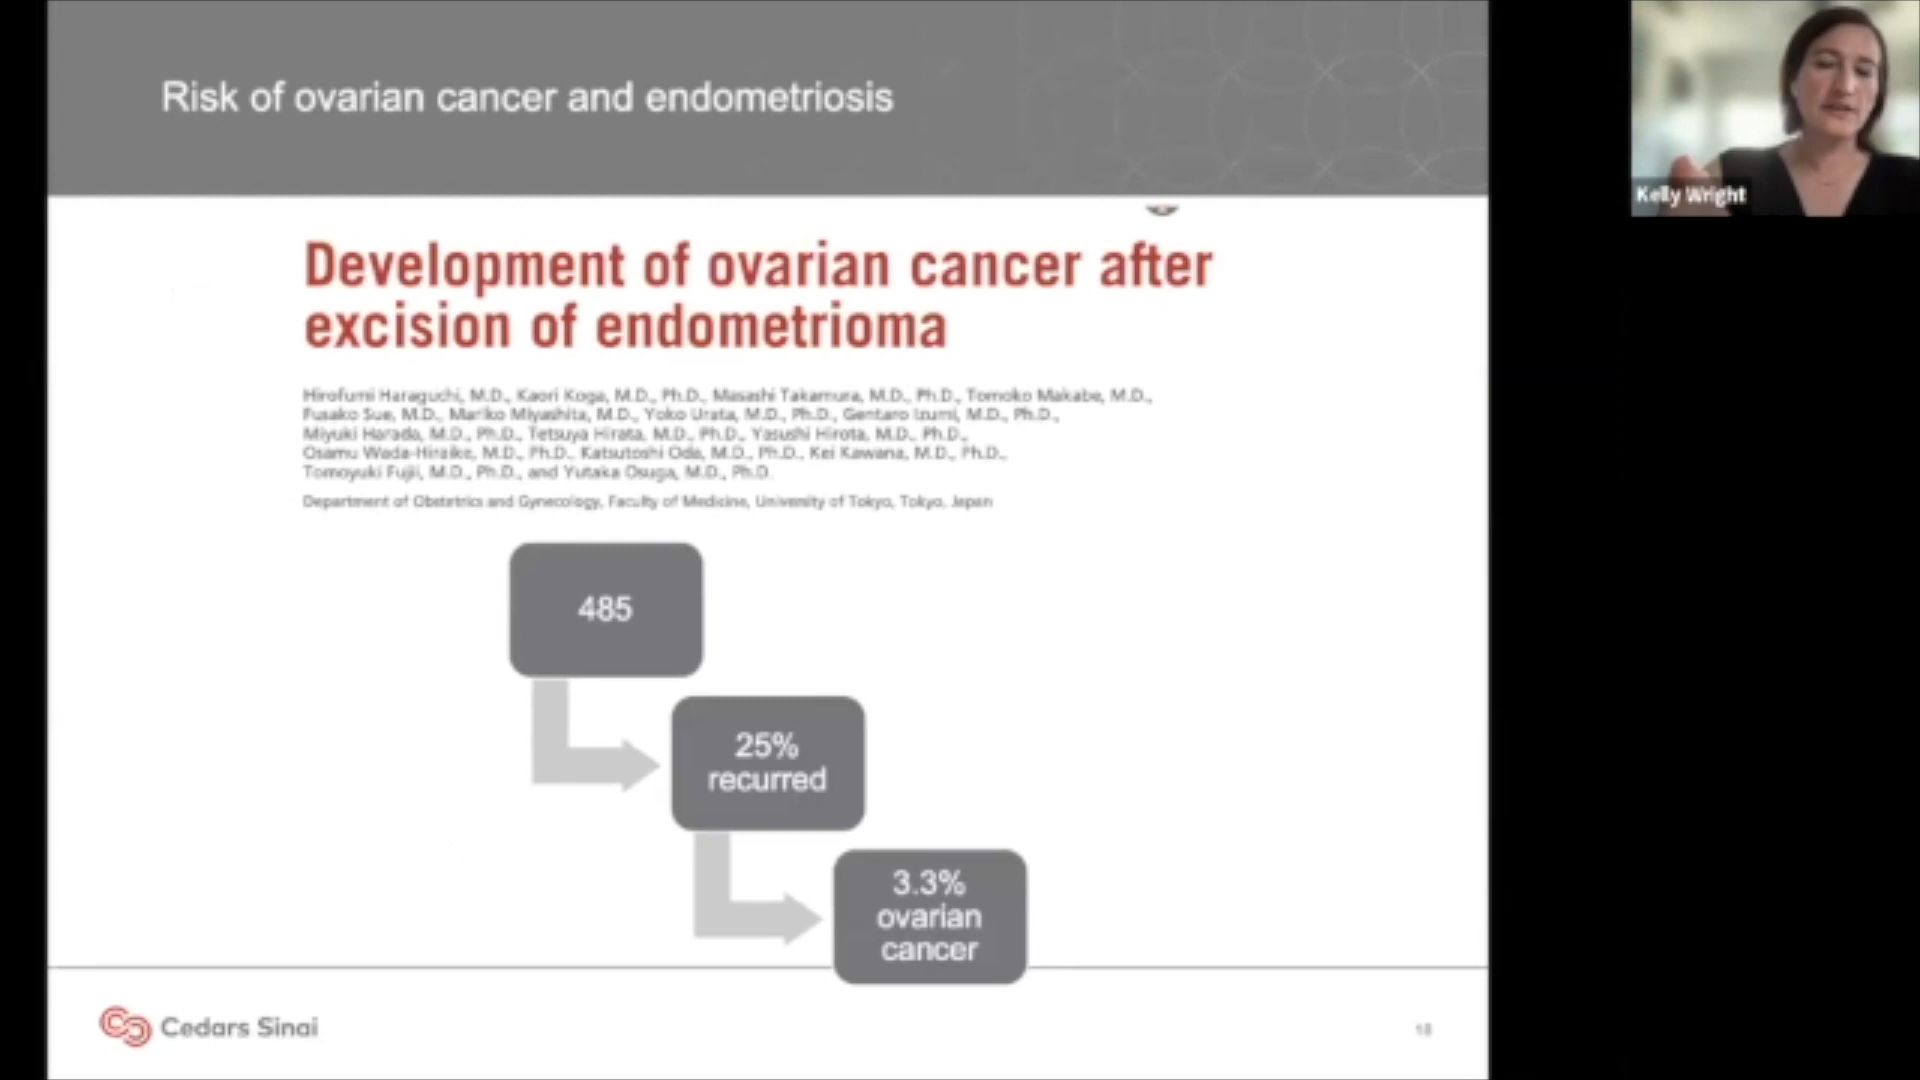 Risk of ovarian cancer and endometriosis
Kelly Wright
Development of ovarian cancer after
excision of endometrioma
Hirofumi Haraguchi, M.D., Kaori Koga, M.D., Ph.D., Masashi Takamura, M.D., Ph.D., Tomoko Makabe, M.D.,
Fusako Sue, M.D., Mariko Miyashita, M.D., Yoko Urata, M.D., Ph.D., Gentaro Izumi, M.D., Ph.D.,
Miyuki Harada, M.D., Ph.D., Tetsuya Hirata, M.D., Ph.D., Yasushi Hirota, M.D., Ph.D.,
Osamu Wada-Hiraike, M.D., Ph.D., Katsutoshi Oda, M.D., Ph.D., Kei Kawana, M.D., Ph.D.,
Tomoyuki Fujii, M.D., Ph.D., and Yutaka Osuga, M.D., Ph.D.
Department of Obstetrics and Gynecology, Faculty of Medicine, University of Tokyo, Tokyo, Japan
485
25%
recurred
3.3%
ovarian
cancer
Cedars Sinai
18